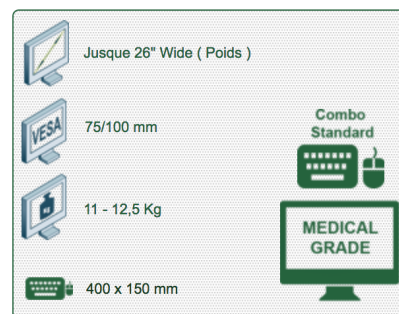 Jusque 26" Wide ( Poids )
VESA
75/100 mm
Combo
Standard
KG
11 - 12,5 Kg
MEDICAL
GRADE
400 x 150 mm